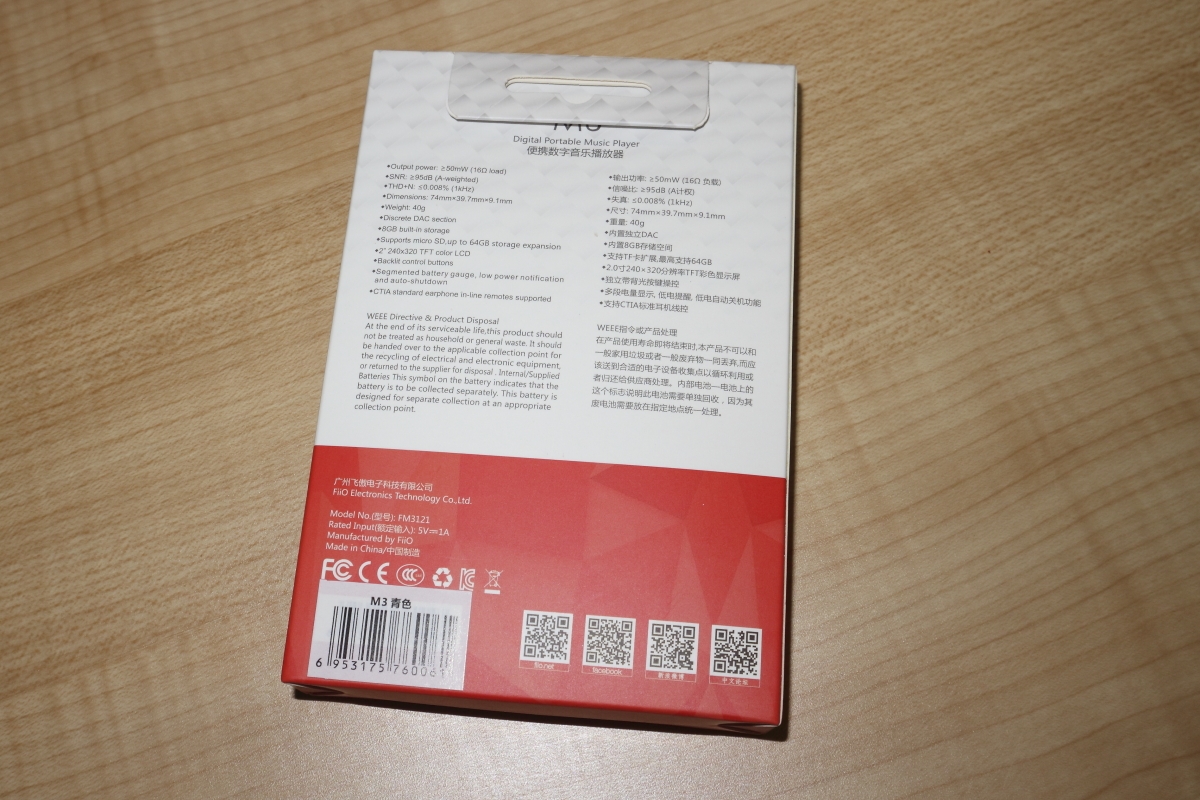 Digital Portable Music Player
便携数字音乐播放器
•Output power: ≥50mW (16Ω load)
•SNR: ≥95dB (A-weighted)
•THD+N: ≤0.008% (1kHz)
•Dimensions: 74mm×39.7mm×9.1mm
•Weight: 40g
•Discrete DAC section
•8GB built-in storage
•Supports micro SD,up to 64GB storage expansion
•2" 240x320 TFT color LCD
•Backlit control buttons
•Segmented battery gauge, low power notification
and auto-shutdown
•CTIA standard earphone in-line remotes supported
WEEE Directive & Product Disposal
At the end of its serviceable life,this product should
not be treated as household or general waste. It should
be handed over to the applicable collection point for
the recycling of electrical and electronic equipment,
or returned to the supplier for disposal . Internal/Supplied
Batteries This symbol on the battery indicates that the
battery is to be collected separately. This battery is
designed for separate collection at an appropriate
collection point.
•输出功率: ≥50mW (16Ω 负载)
•信噪比: ≥95dB (A计权)
•失真: ≤0.008% (1kHz)
•尺寸: 74mm×39.7mm×9.1mm
•重量: 40g
•内置独立DAC
•内置8GB存储空间
•支持TF卡扩展,最高支持64GB
•2.0寸240×320分辨率TFT彩色显示屏
•独立带背光按键操控
•多段电量显示, 低电提醒, 低电自动关机功能
•支持CTIA标准耳机线控
WEEE指令或产品处理
在产品使用寿命即将结束时,本产品不可以和
一般家用垃圾或者一般废弃物一同丢弃,而应
该送到合适的电子设备收集点以循环利用或
者归还给供应商处理。内部电池—电池上的
这个标志说明此电池需要单独回收，因为其
废电池需要放在指定地点统一处理。
广州飞傲电子科技有限公司
FiiO Electronics Technology Co.,Ltd.
Model No.(型号): FM3121
Rated Input(额定输入): 5V⎓1A
Manufactured by FiiO
Made in China/中国制造
FC CE CCC
M3 青色
6 953175 76006
fiio.net
facebook
新浪微博
中文论坛